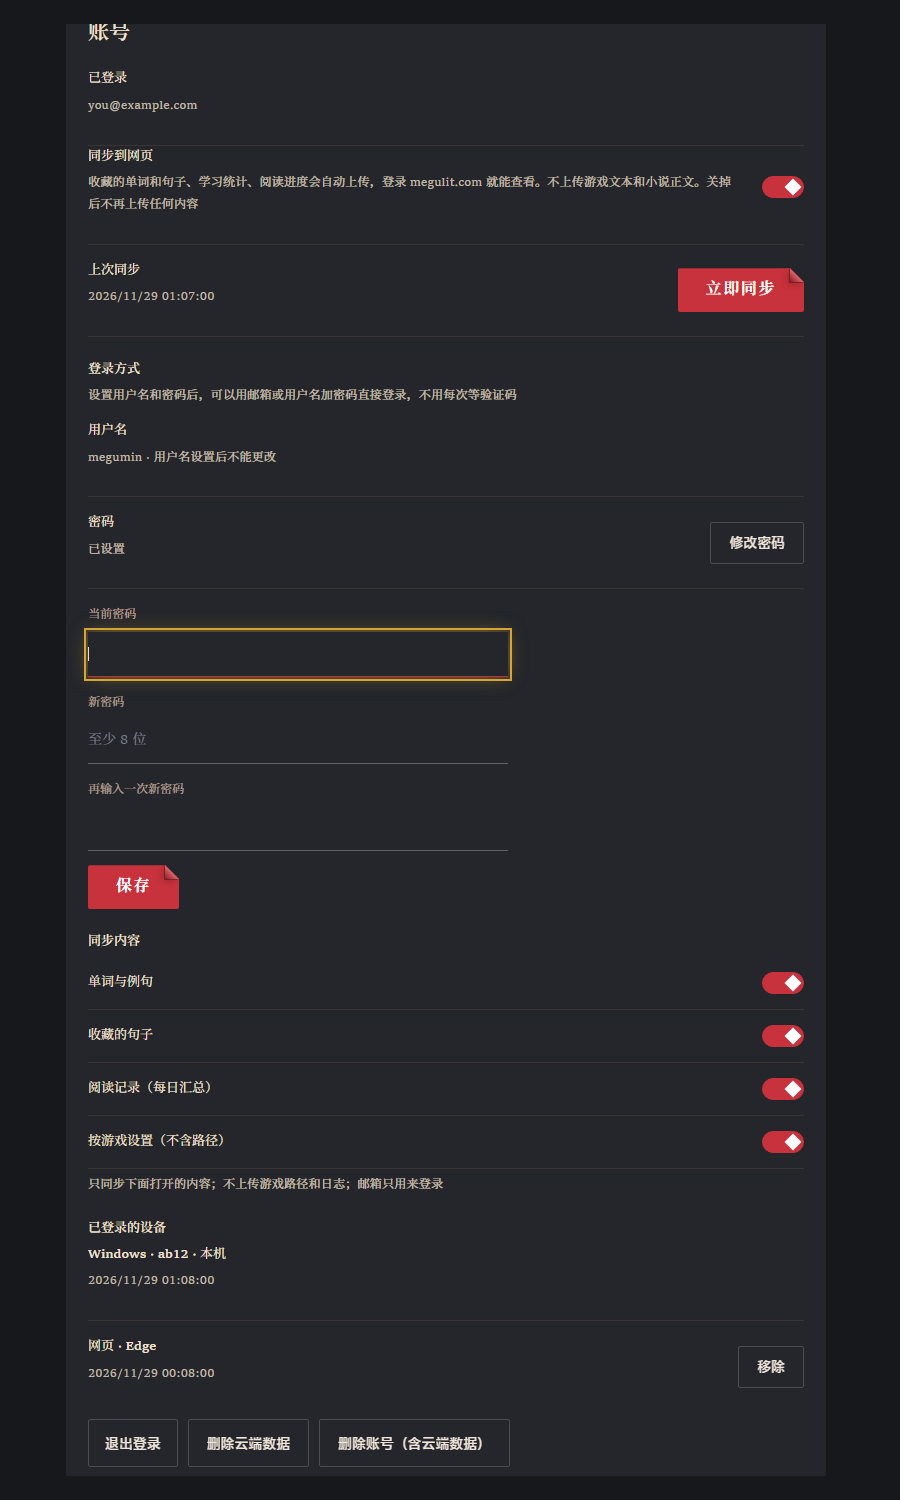 账号
已登录
you@example.com
同步到网页
收藏的单词和句子、学习统计、阅读进度会自动上传，登录 megulit.com 就能查看。不上传游戏文本和小说正文。关掉
后不再上传任何内容
上次同步
2026/11/29 01:07:00
立即同步
登录方式
设置用户名和密码后，可以用邮箱或用户名加密码直接登录，不用每次等验证码
用户名
megumin · 用户名设置后不能更改
密码
已设置
修改密码
当前密码
新密码
至少 8 位
再输入一次新密码
保存
同步内容
单词与例句
收藏的句子
阅读记录（每日汇总）
按游戏设置（不含路径）
只同步下面打开的内容；不上传游戏路径和日志；邮箱只用来登录
已登录的设备
Windows · ab12 · 本机
2026/11/29 01:08:00
网页 · Edge
2026/11/29 00:08:00
移除
退出登录
删除云端数据
删除账号（含云端数据）